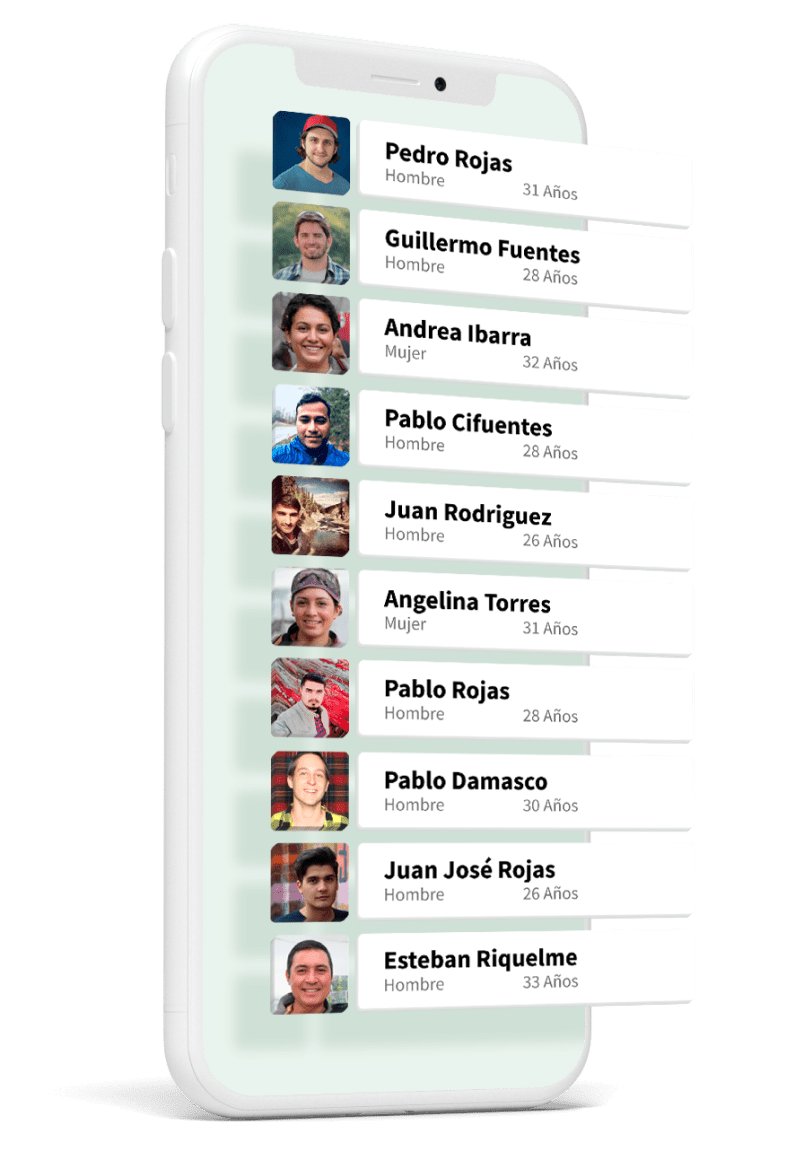 Pedro Rojas
Hombre 31 Años
Guillermo Fuentes
Hombre 28 Años
Andrea Ibarra
Mujer 32 Años
Pablo Cifuentes
Hombre 28 Años
Juan Rodriguez
Hombre 26 Años
Angelina Torres
Mujer 31 Años
Pablo Rojas
Hombre 28 Años
Pablo Damasco
Hombre 30 Años
Juan José Rojas
Hombre 26 Años
Esteban Riquelme
Hombre 33 Años